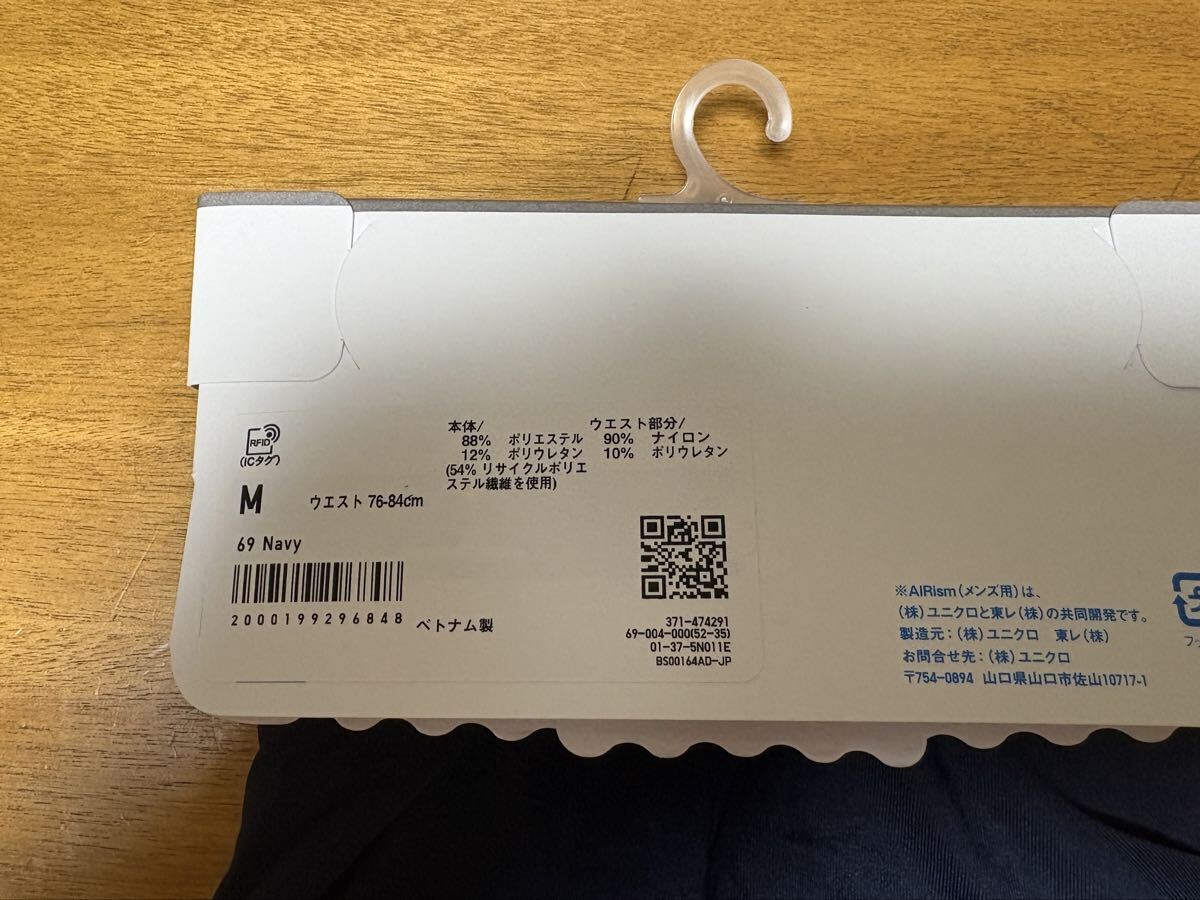 RFID
(ICタグ)
M
ウエスト 76-84cm
本体/
88% ポリエステル
12% ポリウレタン
(54% リサイクルポリエ
ステル繊維を使用)
ウエスト部分/
90% ナイロン
10% ポリウレタン
69 Navy
2000199296848
ベトナム製
371-474291
69-004-000(52-35)
01-37-5N011E
BS00164AD-JP
※AIRism(メンズ用)は、
(株)ユニクロと東レ(株)の共同開発です。
製造元:(株)ユニクロ 東レ(株)
お問合せ先:(株)ユニクロ
〒754-0894 山口県山口市佐山10717-1